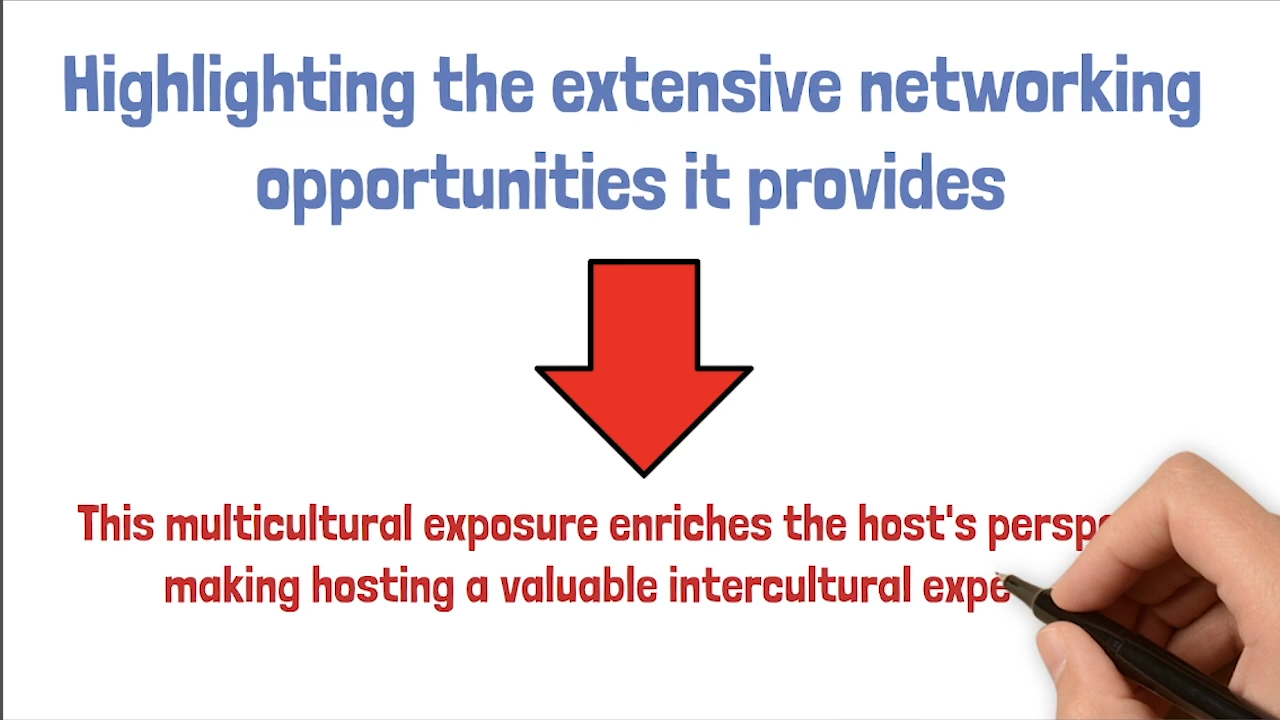 Highlighting the extensive networking
opportunities it provides
This multicultural exposure enriches the host's
making hosting a valuable intercultural